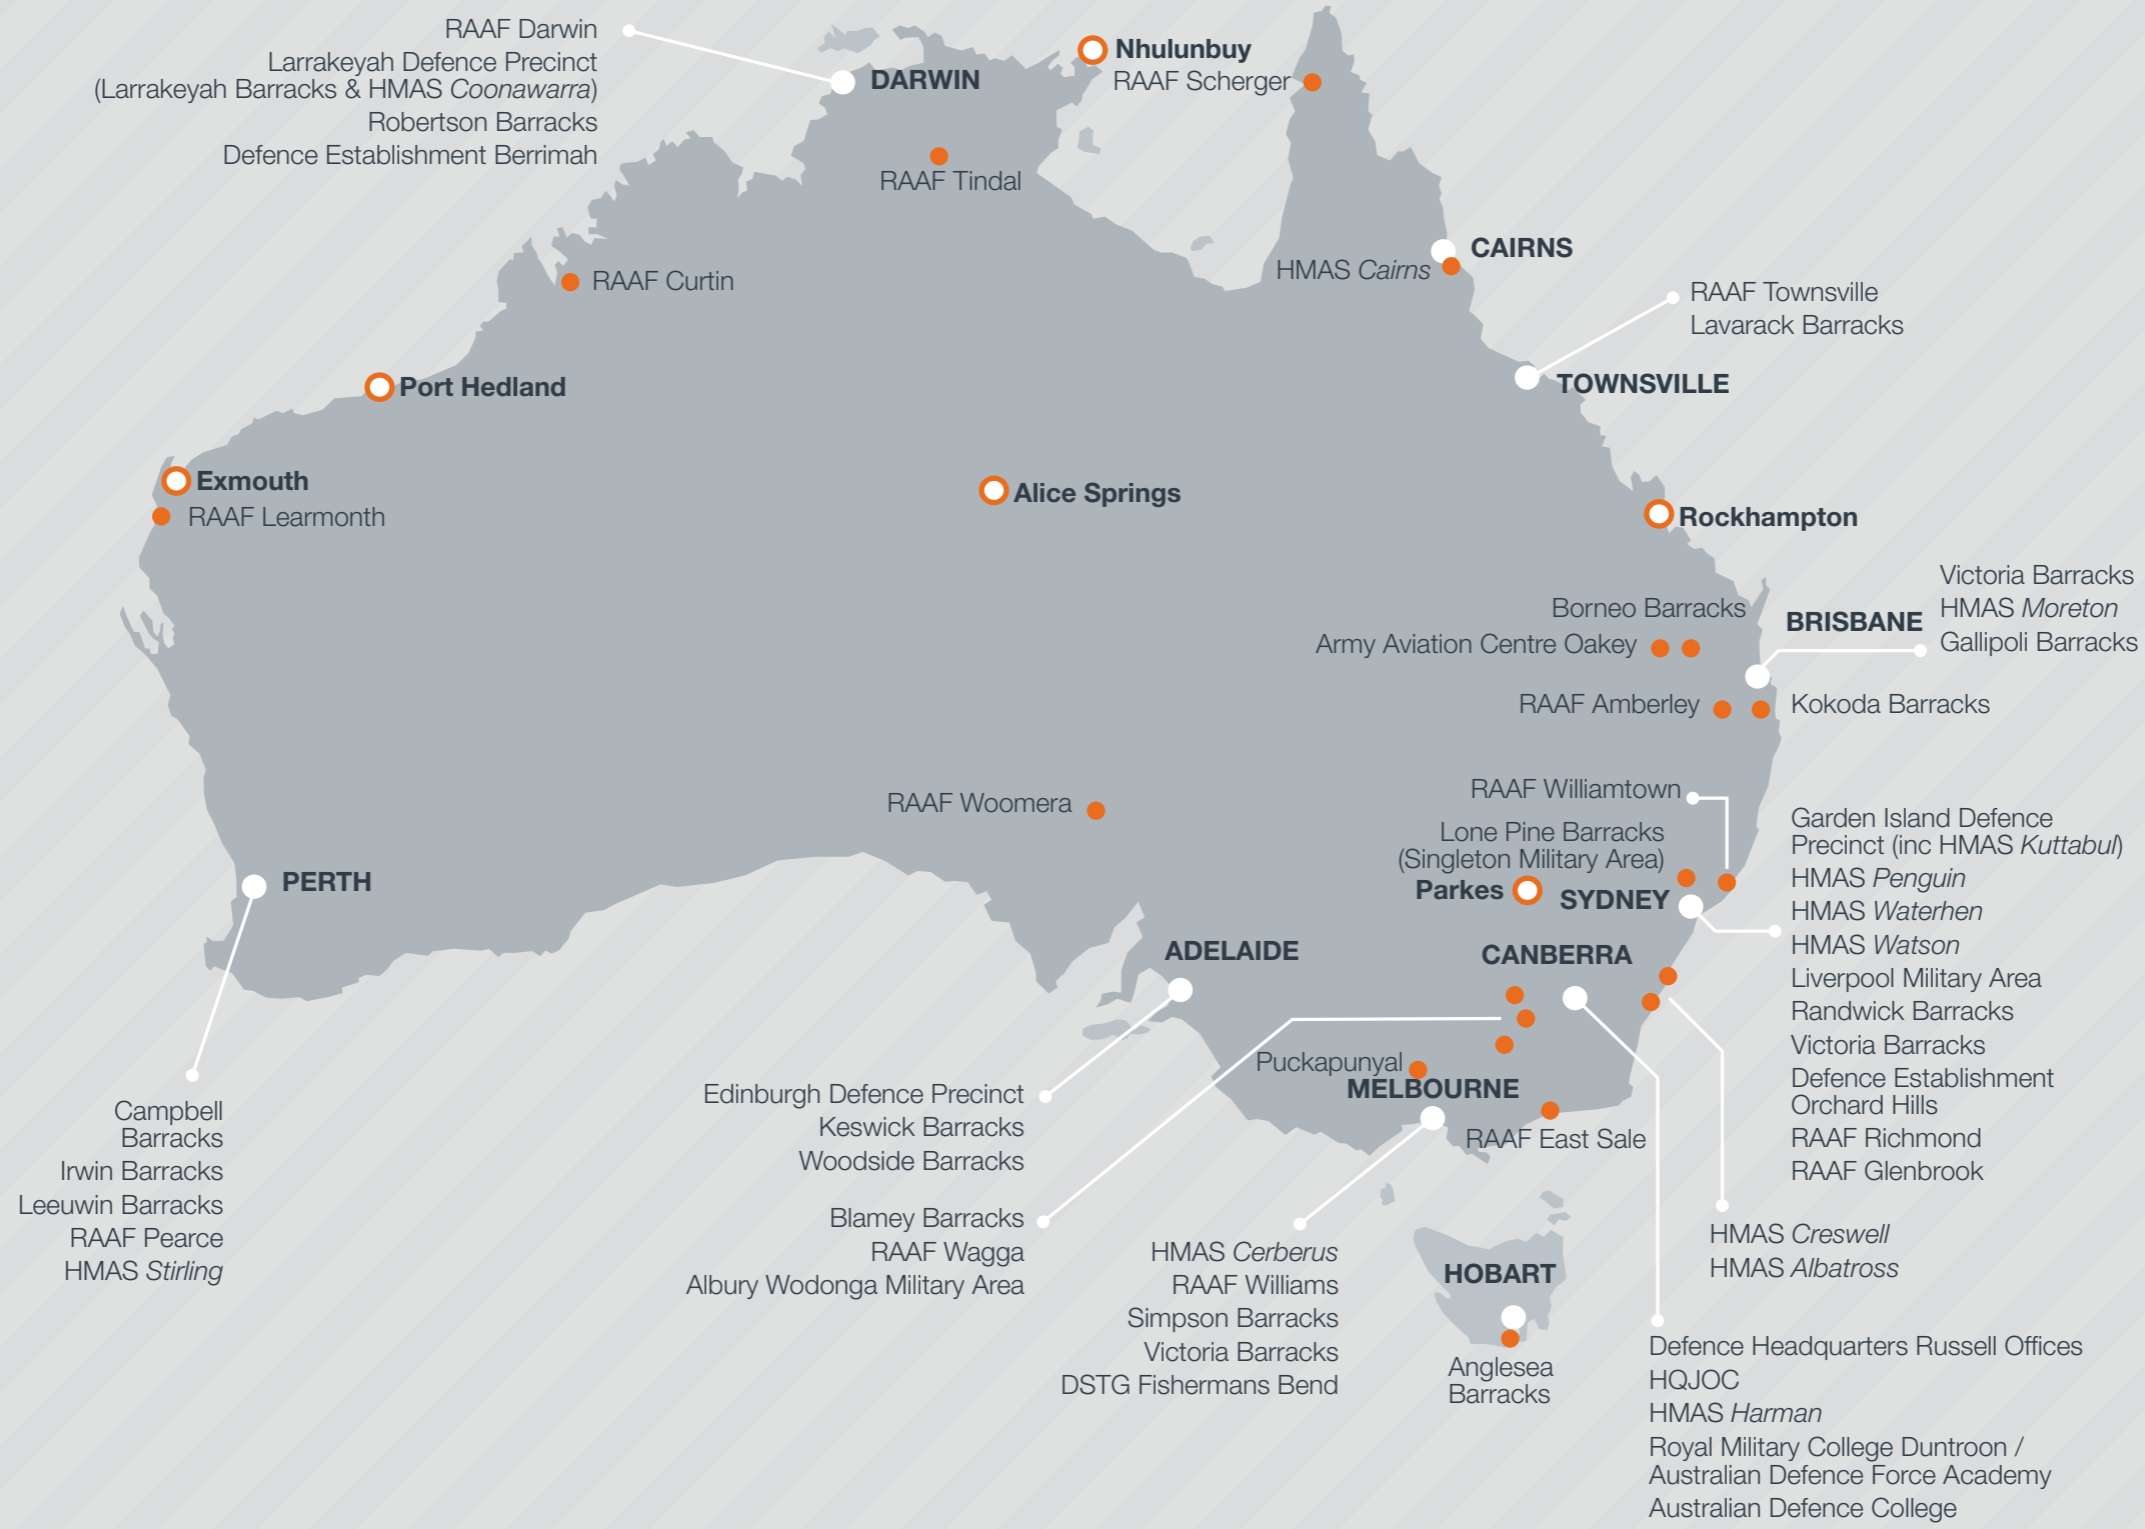 RAAF Darwin
Larrakeyah Defence Precinct
(Larrakeyah Barracks & HMAS Coonawarra)
Robertson Barracks
Defence Establishment Berrimah
DARWIN
Nhulunbuy
RAAF Scherger
RAAF Tindal
RAAF Curtin
CAIRNS
HMAS Cairns
RAAF Townsville
Lavarack Barracks
TOWNSVILLE
Port Hedland
Exmouth
RAAF Learmonth
Alice Springs
Rockhampton
Victoria Barracks
HMAS Moreton
Gallipoli Barracks
BRISBANE
Borneo Barracks
Army Aviation Centre Oakey
RAAF Amberley
Kokoda Barracks
RAAF Williamtown
RAAF Woomera
Lone Pine Barracks
(Singleton Military Area)
Parkes
SYDNEY
Garden Island Defence
Precinct (inc HMAS Kuttabul)
HMAS Penguin
HMAS Waterhen
HMAS Watson
Liverpool Military Area
Randwick Barracks
Victoria Barracks
Defence Establishment
Orchard Hills
RAAF Richmond
RAAF Glenbrook
PERTH
ADELAIDE
CANBERRA
Puckapunyal
MELBOURNE
RAAF East Sale
Campbell
Barracks
Irwin Barracks
Leeuwin Barracks
RAAF Pearce
HMAS Stirling
Edinburgh Defence Precinct
Keswick Barracks
Woodside Barracks
Blamey Barracks
RAAF Wagga
Albury Wodonga Military Area
HMAS Cerberus
RAAF Williams
Simpson Barracks
Victoria Barracks
DSTG Fishermans Bend
HOBART
Anglesea
Barracks
HMAS Creswell
HMAS Albatross
Defence Headquarters Russell Offices
HQJOC
HMAS Harman
Royal Military College Duntroon /
Australian Defence Force Academy
Australian Defence College